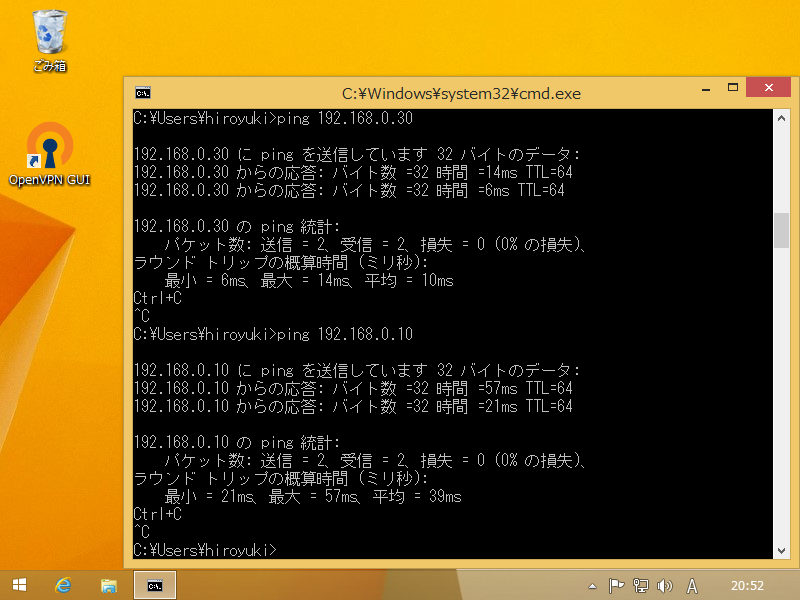 ごみ箱
OpenVPN GUI
C:¥Windows¥system32¥cmd.exe
C:¥Users¥hiroyuki>ping 192.168.0.30
192.168.0.30 に ping を送信しています 32 バイトのデータ:
192.168.0.30 からの応答: バイト数 =32 時間 =14ms TTL=64
192.168.0.30 からの応答: バイト数 =32 時間 =6ms TTL=64
192.168.0.30 の ping 統計:
パケット数: 送信 = 2、受信 = 2、損失 = 0 (0% の損失)、
ラウンド トリップの概算時間 (ミリ秒):
最小 = 6ms、最大 = 14ms、平均 = 10ms
Ctrl+C
^C
C:¥Users¥hiroyuki>ping 192.168.0.10
192.168.0.10 に ping を送信しています 32 バイトのデータ:
192.168.0.10 からの応答: バイト数 =32 時間 =57ms TTL=64
192.168.0.10 からの応答: バイト数 =32 時間 =21ms TTL=64
192.168.0.10 の ping 統計:
パケット数: 送信 = 2、受信 = 2、損失 = 0 (0% の損失)、
ラウンド トリップの概算時間 (ミリ秒):
最小 = 21ms、最大 = 57ms、平均 = 39ms
Ctrl+C
^C
C:¥Users¥hiroyuki>
A
20:52